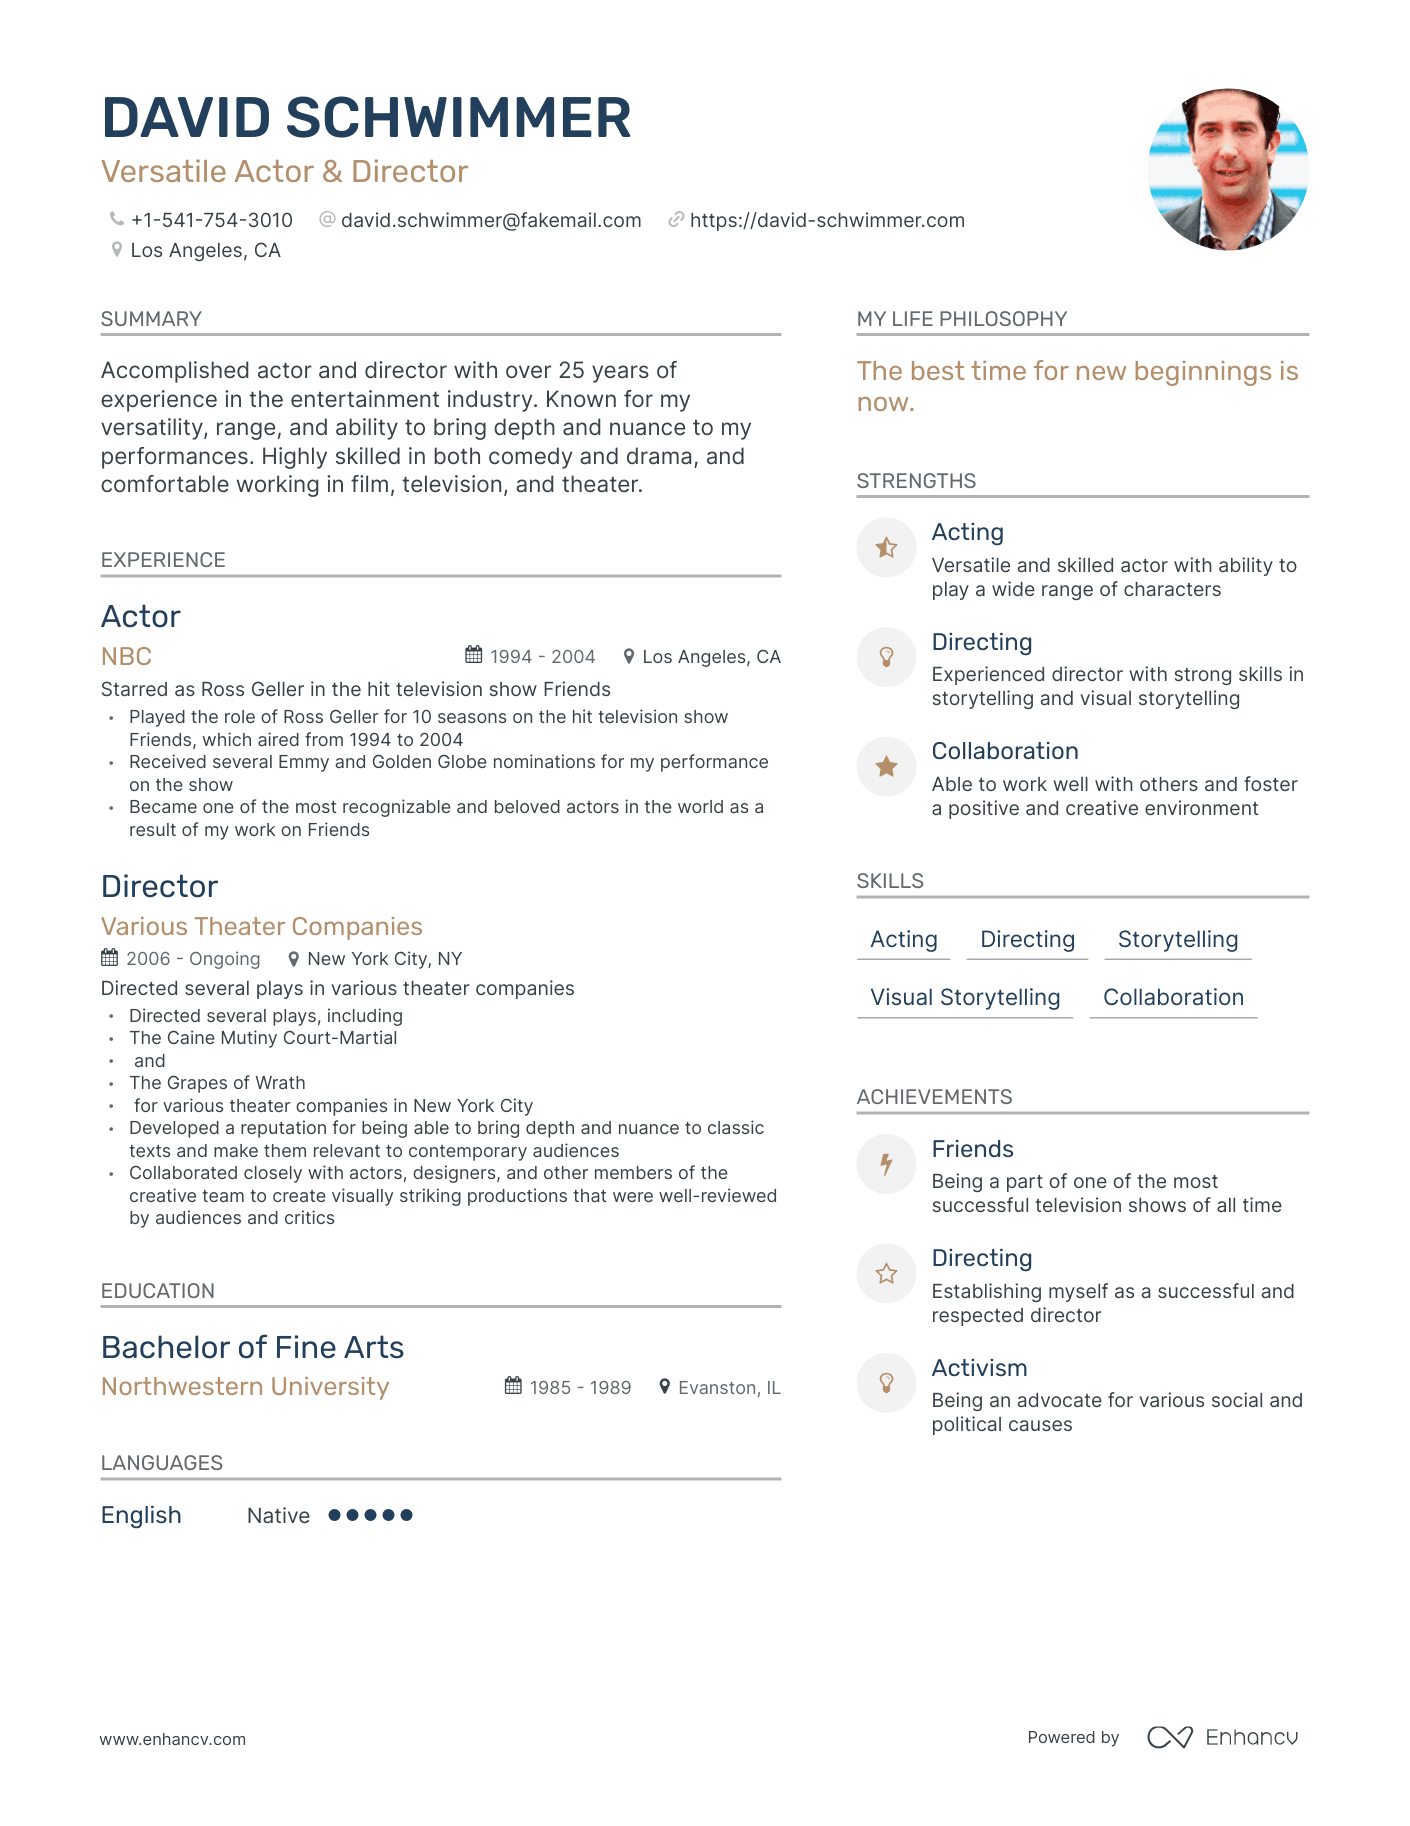 DAVID SCHWIMMER
Versatile Actor & Director
+1-541-754-3010 david.schwimmer@fakemail.com https://david-schwimmer.com
Los Angeles, CA
SUMMARY
Accomplished actor and director with over 25 years of
experience in the entertainment industry. Known for my
versatility, range, and ability to bring depth and nuance to my
performances. Highly skilled in both comedy and drama, and
comfortable working in film, television, and theater.
EXPERIENCE
Actor
NBC 1994 - 2004 Los Angeles, CA
Starred as Ross Geller in the hit television show Friends
• Played the role of Ross Geller for 10 seasons on the hit television show
Friends, which aired from 1994 to 2004
• Received several Emmy and Golden Globe nominations for my performance
on the show
• Became one of the most recognizable and beloved actors in the world as a
result of my work on Friends
Director
Various Theater Companies
2006 - Ongoing New York City, NY
Directed several plays in various theater companies
• Directed several plays, including
• The Caine Mutiny Court-Martial
• and
• The Grapes of Wrath
• for various theater companies in New York City
• Developed a reputation for being able to bring depth and nuance to classic
texts and make them relevant to contemporary audiences
• Collaborated closely with actors, designers, and other members of the
creative team to create visually striking productions that were well-reviewed
by audiences and critics
EDUCATION
Bachelor of Fine Arts
Northwestern University 1985 - 1989 Evanston, IL
LANGUAGES
English Native
MY LIFE PHILOSOPHY
The best time for new beginnings is
now.
STRENGTHS
Acting
Versatile and skilled actor with ability to
play a wide range of characters
Directing
Experienced director with strong skills in
storytelling and visual storytelling
Collaboration
Able to work well with others and foster
a positive and creative environment
SKILLS
Acting Directing Storytelling
Visual Storytelling Collaboration
ACHIEVEMENTS
Friends
Being a part of one of the most
successful television shows of all time
Directing
Establishing myself as a successful and
respected director
Activism
Being an advocate for various social and
political causes
www.enhancv.com
Powered by Enhancv